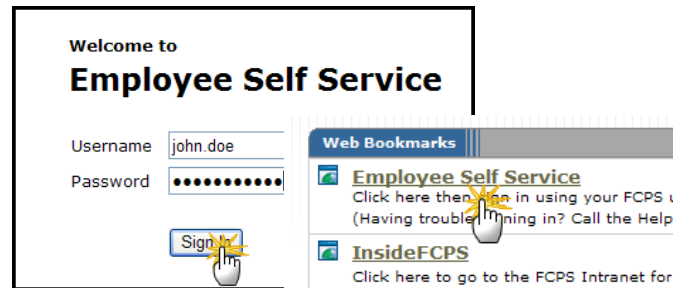 Welcome to
Employee Self Service
Username john.doe
Password
Sign
Web Bookmarks
Employee Self Service
Click here then in using your FCPS
(Having trouble in? Call the Help
InsideFCPS
Click here to go to the FCPS Intranet for